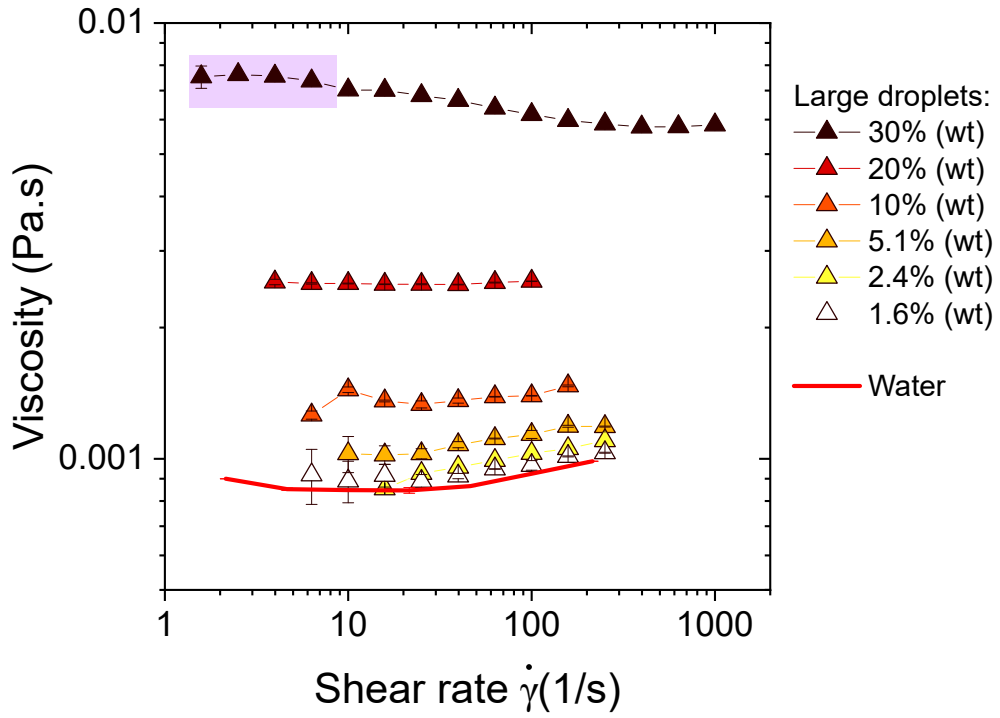 0.01
0.001
Viscosity (Pa.s)
1
10
100
1000
Shear rate γ̇(1/s)
Large droplets:
30% (wt)
20% (wt)
10% (wt)
5.1% (wt)
2.4% (wt)
1.6% (wt)
Water